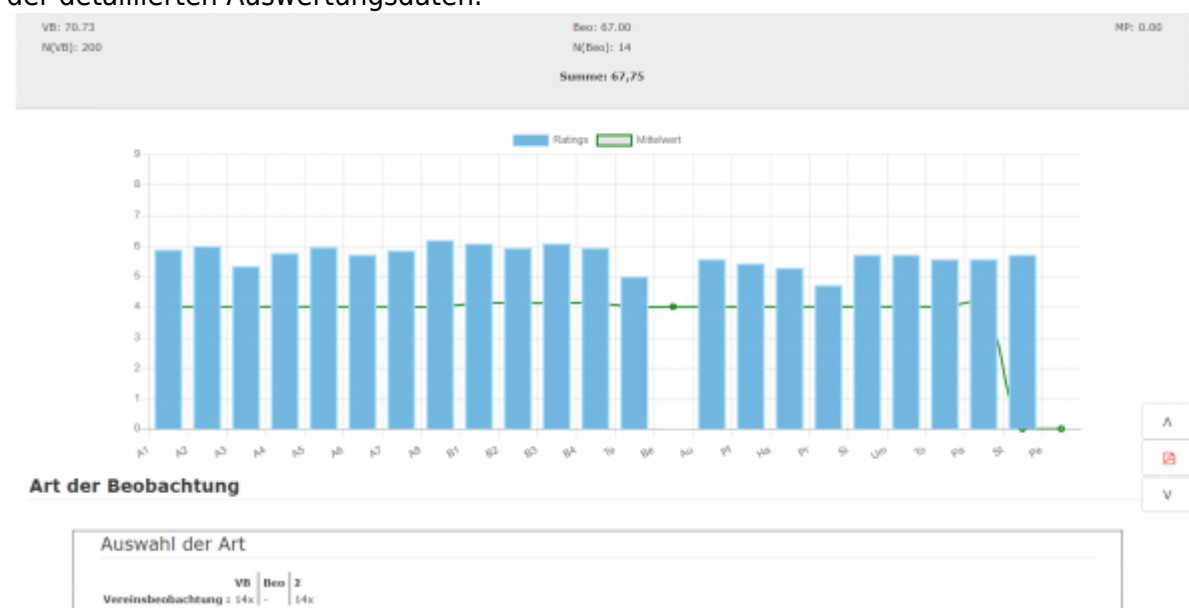 der detaillierten Auswertungsdaten.
VB: 70.73 Beo: 67.00 MP: 0.00
N(VB): 200 N(Beo): 14
Summe: 67,75
Ratings Mittelwert
9
8
7
6
5
4
3
2
1
0
A1 A2 A3 A4 A5 A6 A7 A8 B1 B2 B3 B4 Te Be Au Pf Ha Pr Si Um To Pa St Pe
Art der Beobachtung
Auswahl der Art
VB Beo Σ
Vereinsbeobachtung : 14x - 14x